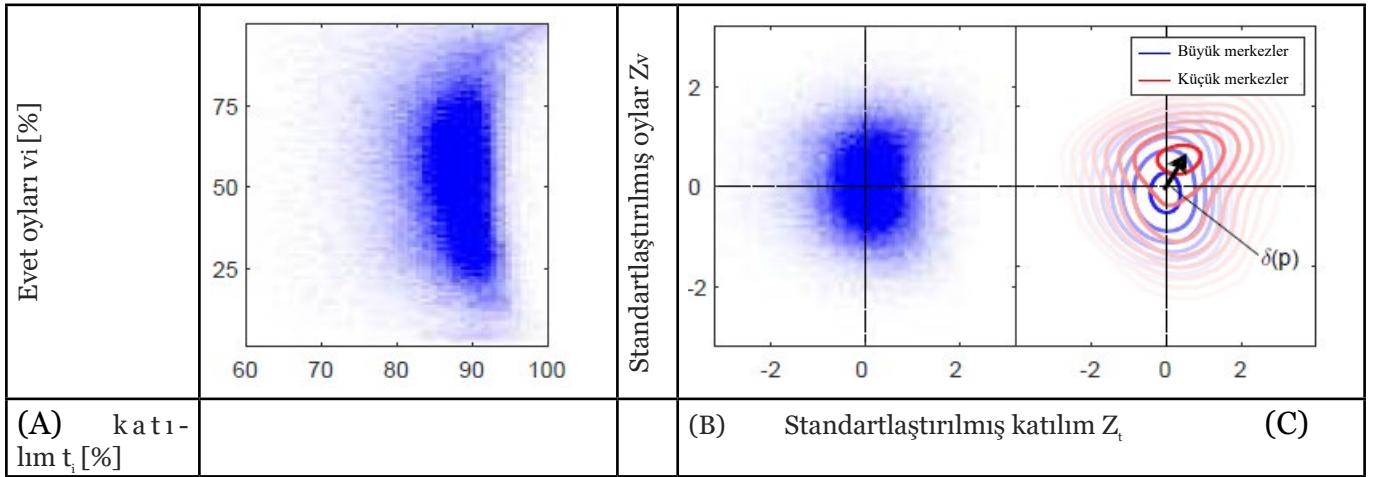 Evet oyları vi [%]
75
50
25
60 70 80 90 100
Standartlaştırılmış oylar Zv
2
0
-2
-2 0 2
Büyük merkezler
Küçük merkezler
δ(p)
-2 0 2
(A) katı-
lım tᵢ [%]
(B) Standartlaştırılmış katılım Zₜ (C)